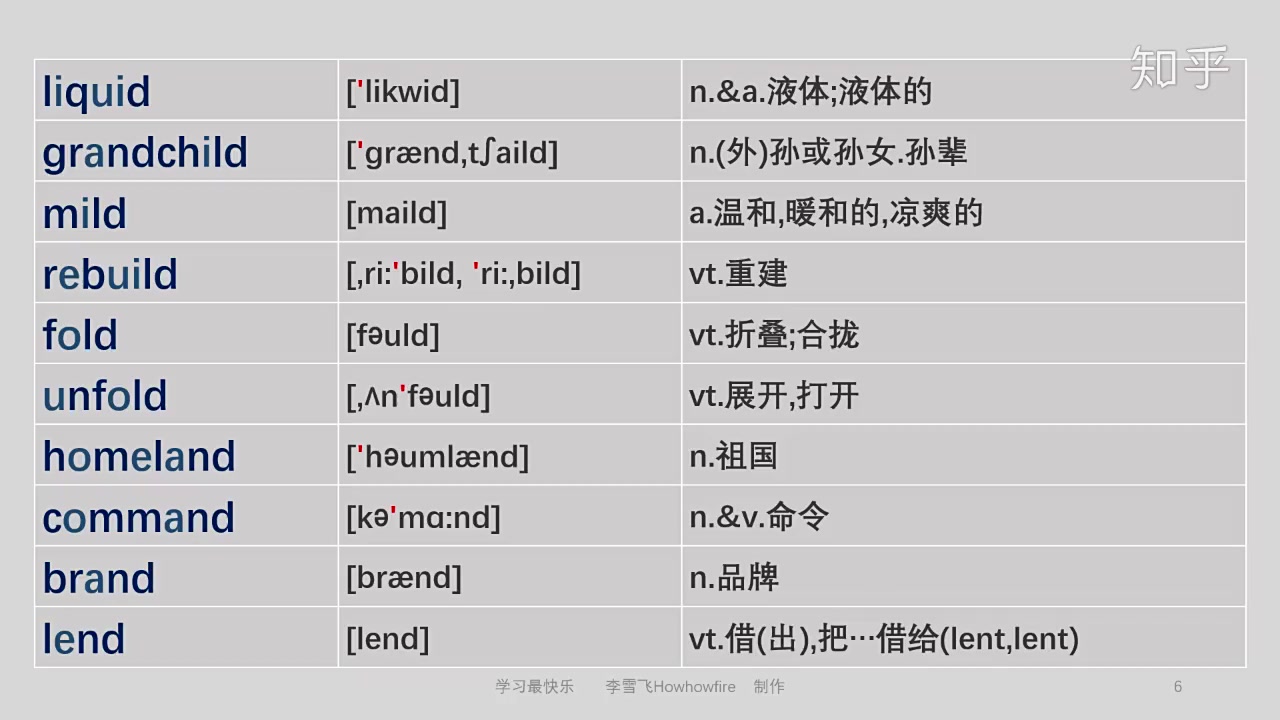 知乎
liquid ['likwid] n.&a.液体;液体的
grandchild ['grænd,tʃaild] n.(外)孙或孙女.孙辈
mild [maild] a.温和,暖和的,凉爽的
rebuild [,ri:'bild, 'ri:,bild] vt.重建
fold [fəuld] vt.折叠;合拢
unfold [,ʌn'fəuld] vt.展开,打开
homeland ['həumlænd] n.祖国
command [kə'mɑ:nd] n.&v.命令
brand [brænd] n.品牌
lend [lend] vt.借(出),把…借给(lent,lent)
学习最快乐 李雪飞Howhowfire 制作 6